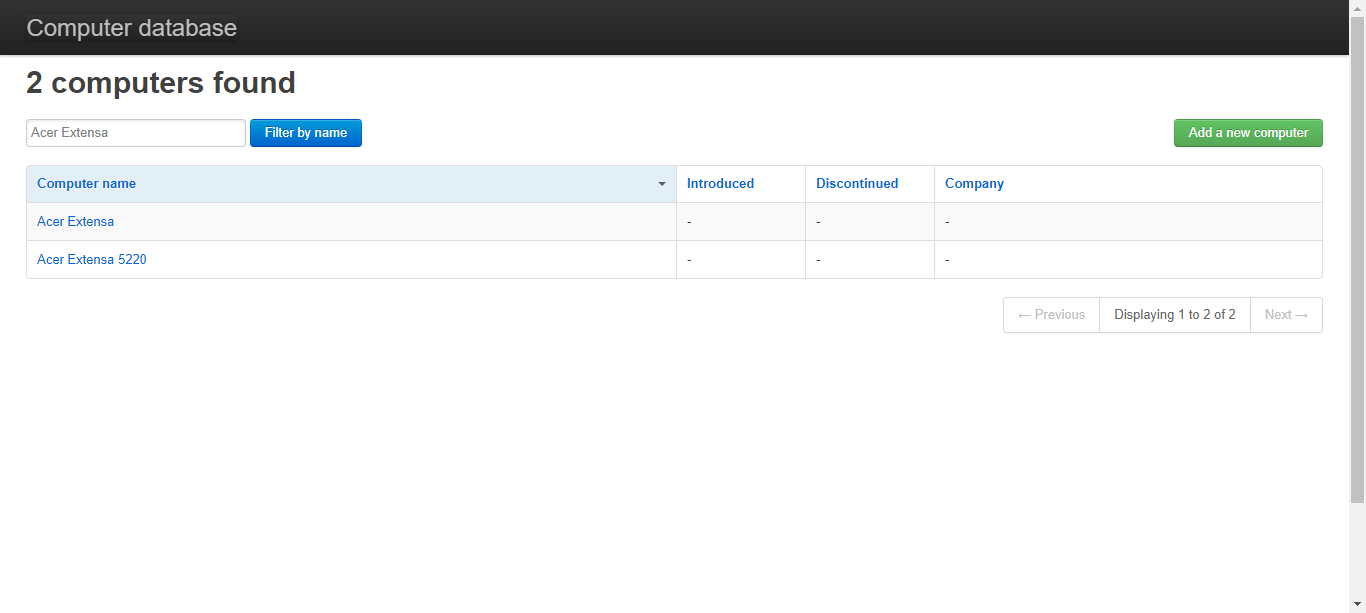 Computer database
2 computers found
Acer Extensa Filter by name Add a new computer
Computer name Introduced Discontinued Company
Acer Extensa - - -
Acer Extensa 5220 - - -
← Previous Displaying 1 to 2 of 2 Next →